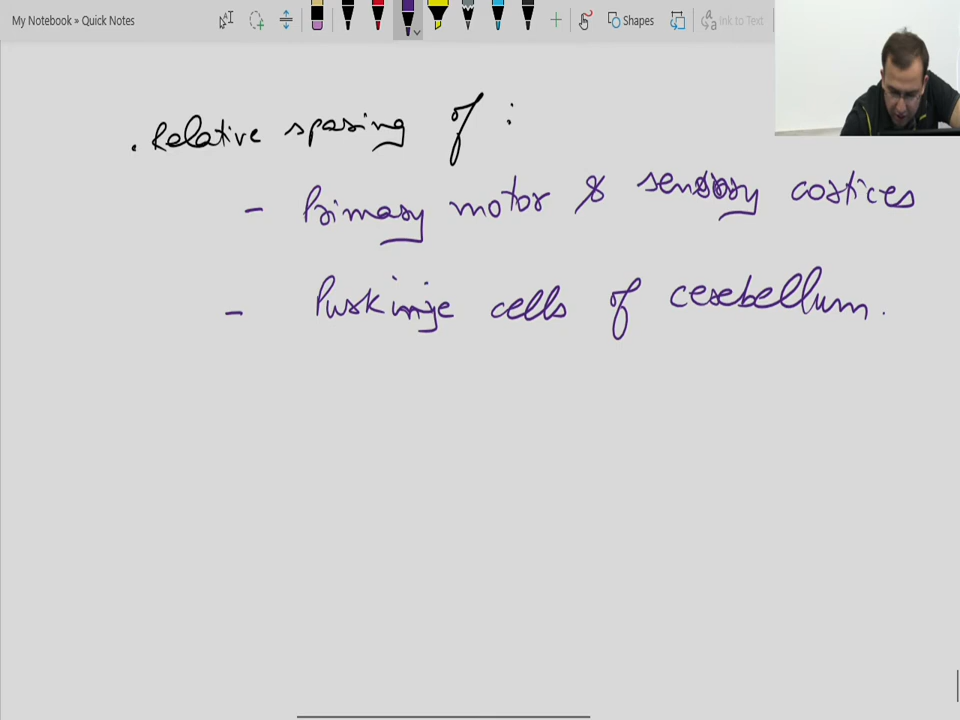 My Notebook » Quick Notes
Shapes
Ink to Text
. Relative sparing of :
- Primary motor & sensory cortices
- Purkinje cells of cerebellum.